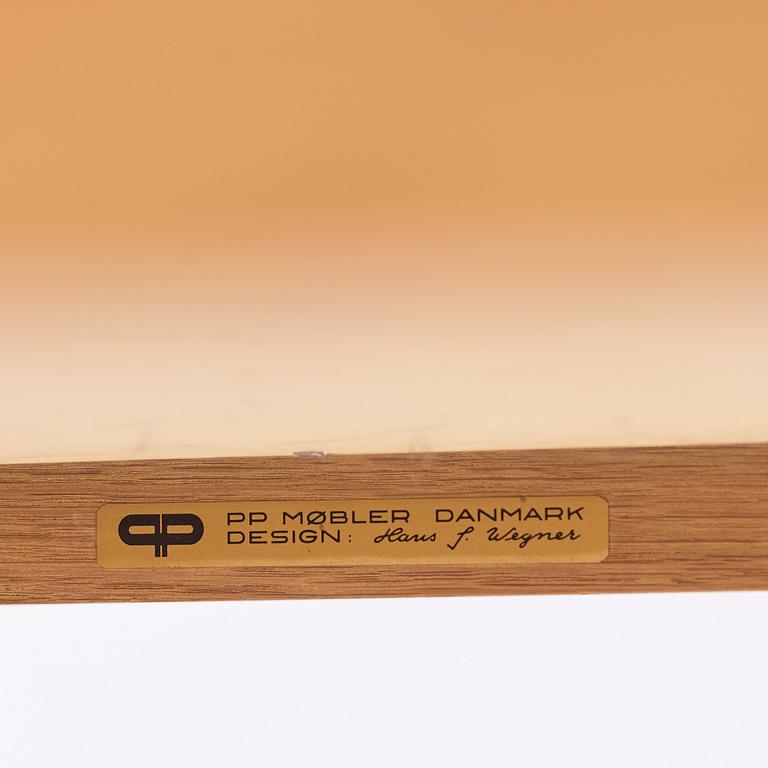 PP MØBLER DANMARK
DESIGN: Hans J. Wegner